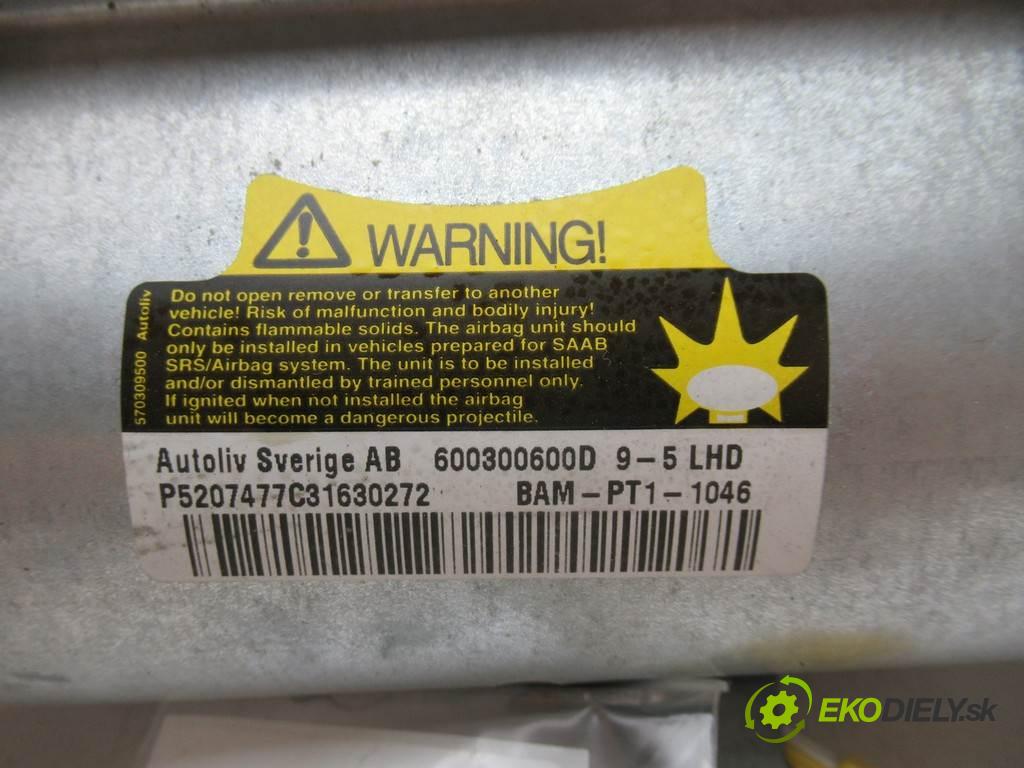 WARNING!
Do not open remove or transfer to another
vehicle! Risk of malfunction and bodily injury!
Contains flammable solids. The airbag unit should
only be installed in vehicles prepared for SAAB
SRS/Airbag system. The unit is to be installed
and/or dismantled by trained personnel only.
If ignited when not installed the airbag
unit will become a dangerous projectile.
570309500 Autoliv
Autoliv Sverige AB 600300600D 9-5 LHD
P5207477C31630272 BAM-PT1-1046
EKODIELY.sk